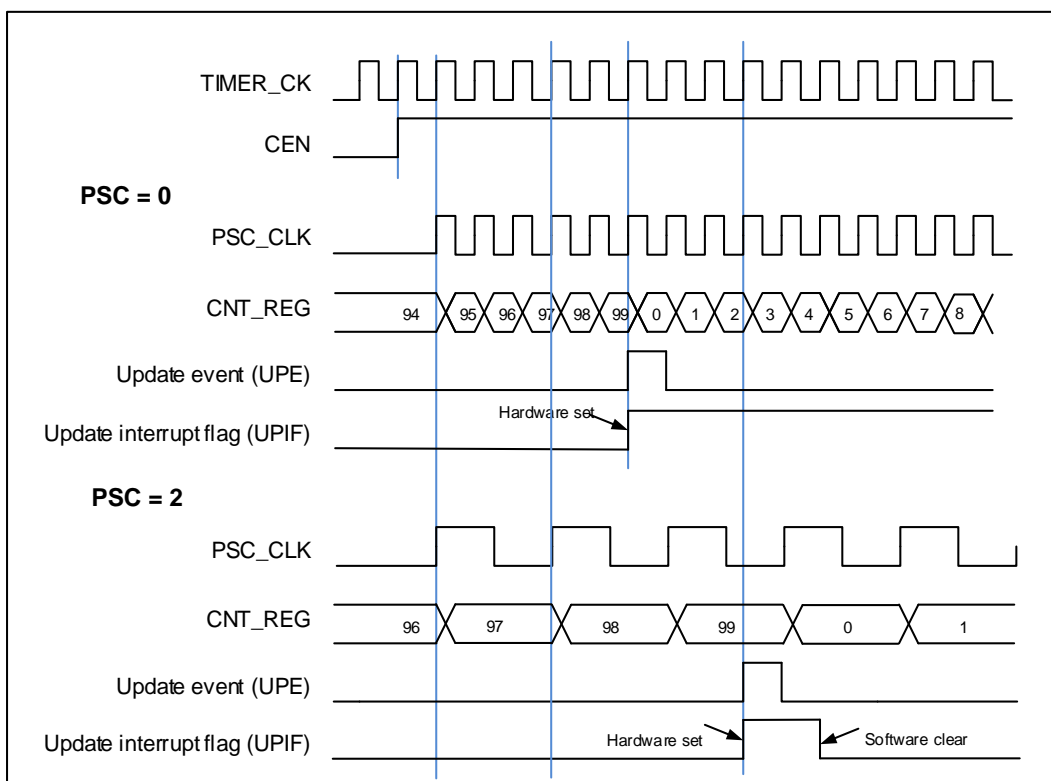 TIMER_CK
CEN
PSC = 0
PSC_CLK
CNT_REG 94 95 96 97 98 99 0 1 2 3 4 5 6 7 8
Update event (UPE)
Hardware set
Update interrupt flag (UPIF)
PSC = 2
PSC_CLK
CNT_REG 96 97 98 99 0 1
Update event (UPE)
Update interrupt flag (UPIF) Hardware set Software clear